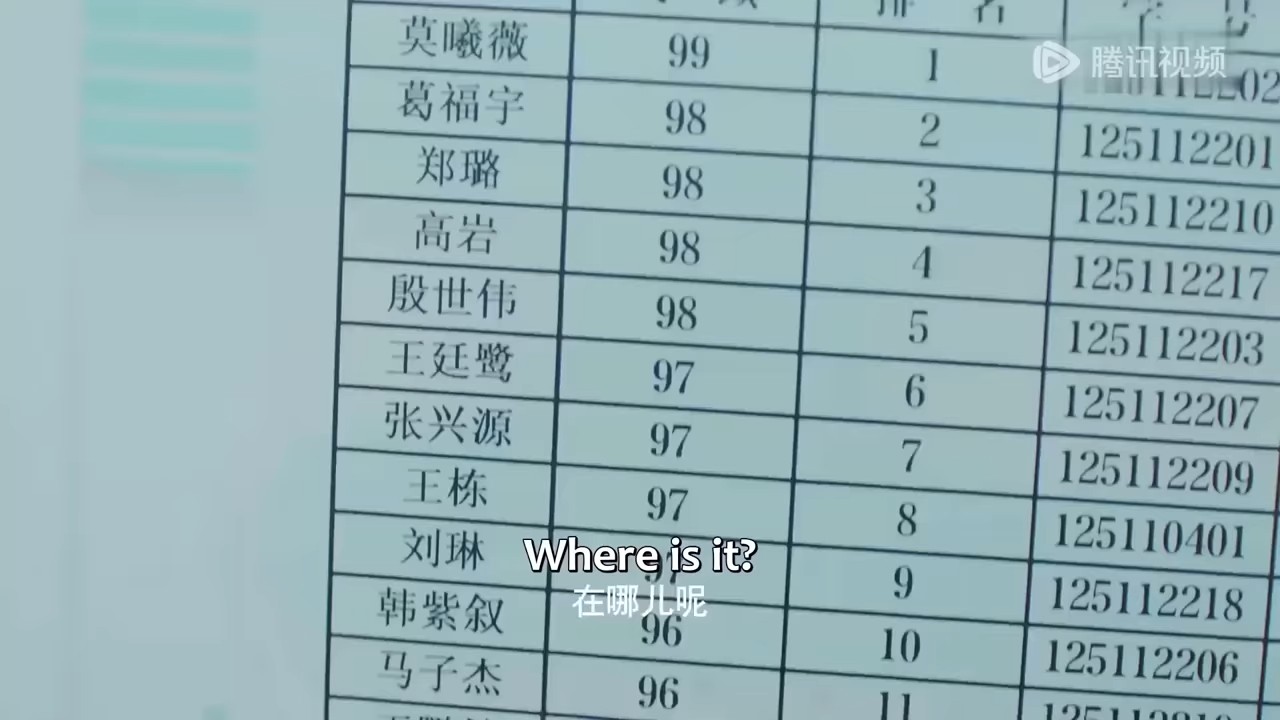 排 名
腾讯视频
莫曦薇 99 1
葛福宇 98 2 125112201
郑璐 98 3 125112210
高岩 98 4 125112217
殷世伟 98 5 125112203
王廷鹭 97 6 125112207
张兴源 97 7 125112209
王栋 97 8 125110401
刘琳 97 9 125112218
韩紫叙 96 10 125112206
马子杰 96 11
Where is it?
在哪儿呢